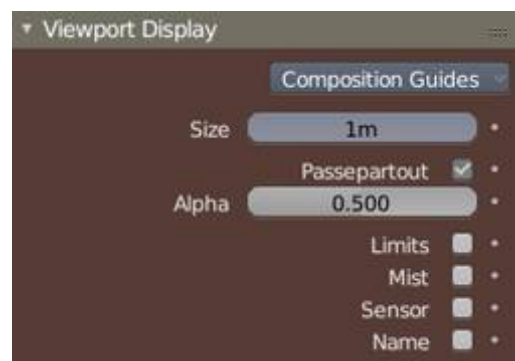 Viewport Display
Composition Guides
Size 1m
Passepartout
Alpha 0.500
Limits
Mist
Sensor
Name